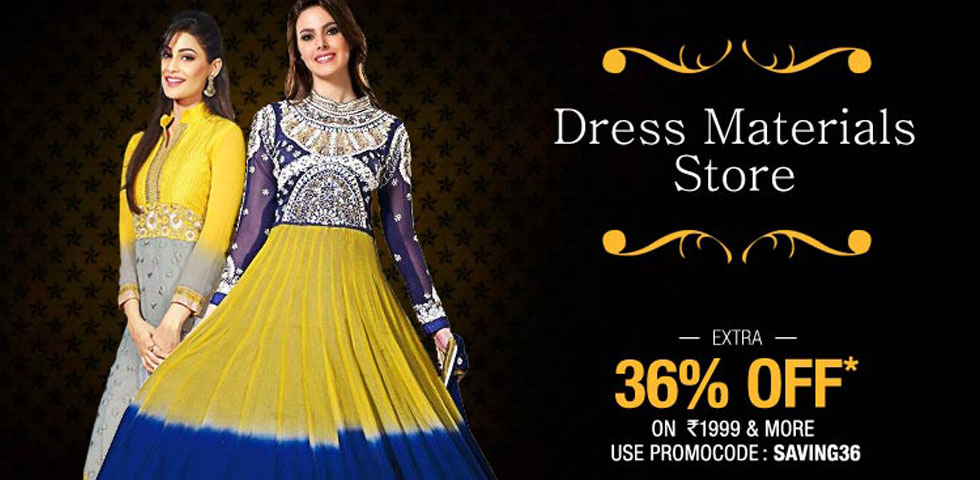 Dress Materials
Store
— EXTRA —
36% OFF*
ON ₹1999 & MORE
USE PROMOCODE : SAVING36